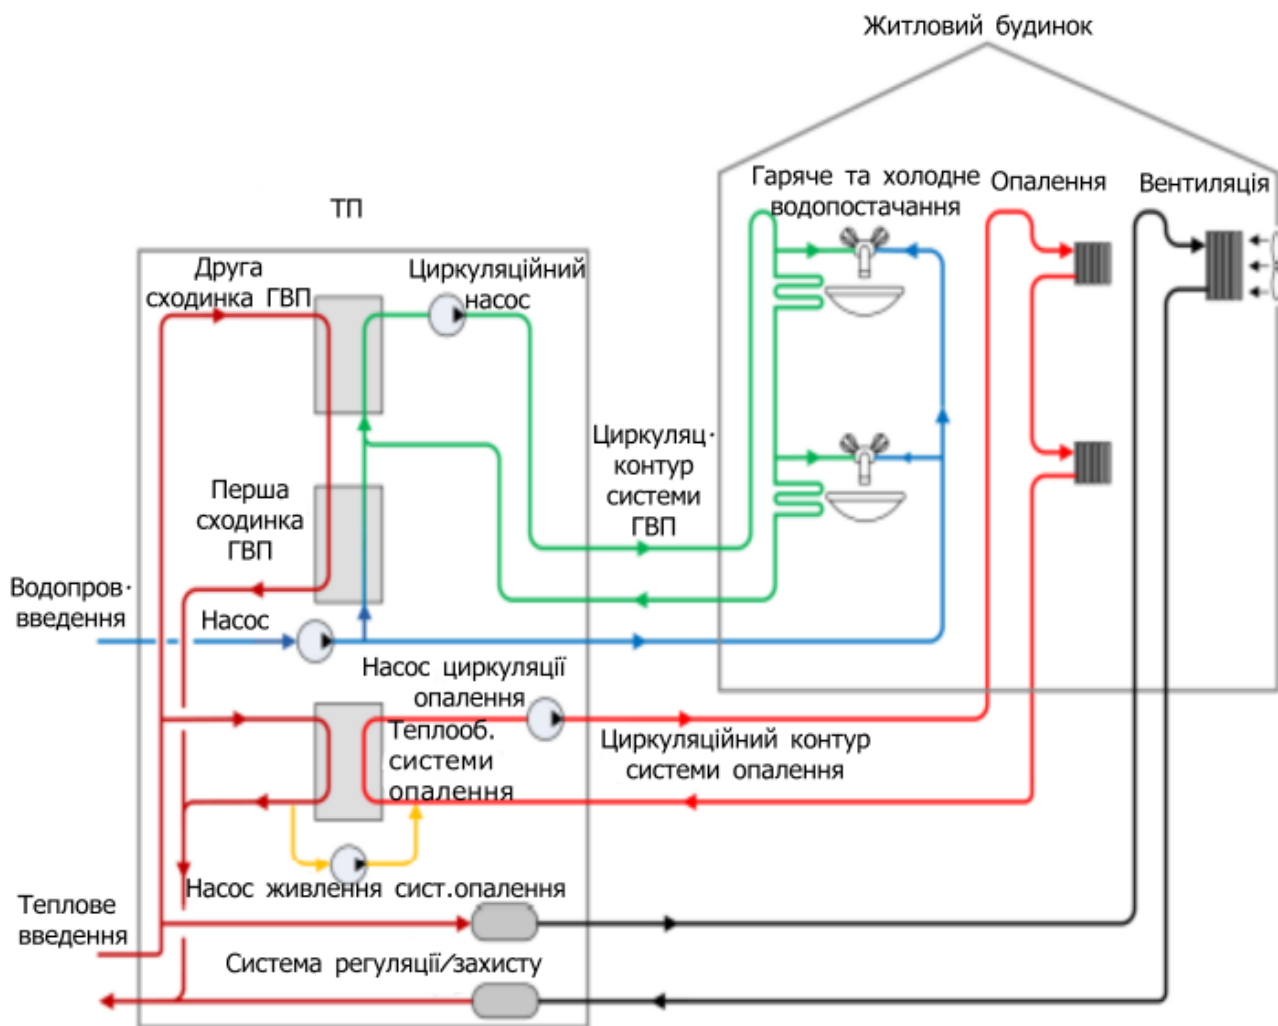 Житловий будинок
Гаряче та холодне
водопостачання
Опалення
Вентиляція
ТП
Друга
сходинка ГВП
Циркуляційний
насос
Циркуляц·
контур
системи
ГВП
Перша
сходинка
ГВП
Водопров·
введення
Насос
Насос циркуляції
опалення
Теплооб.
системи
опалення
Циркуляційний контур
системи опалення
Насос живлення сист.опалення
Теплове
введення
Система регуляції/захисту